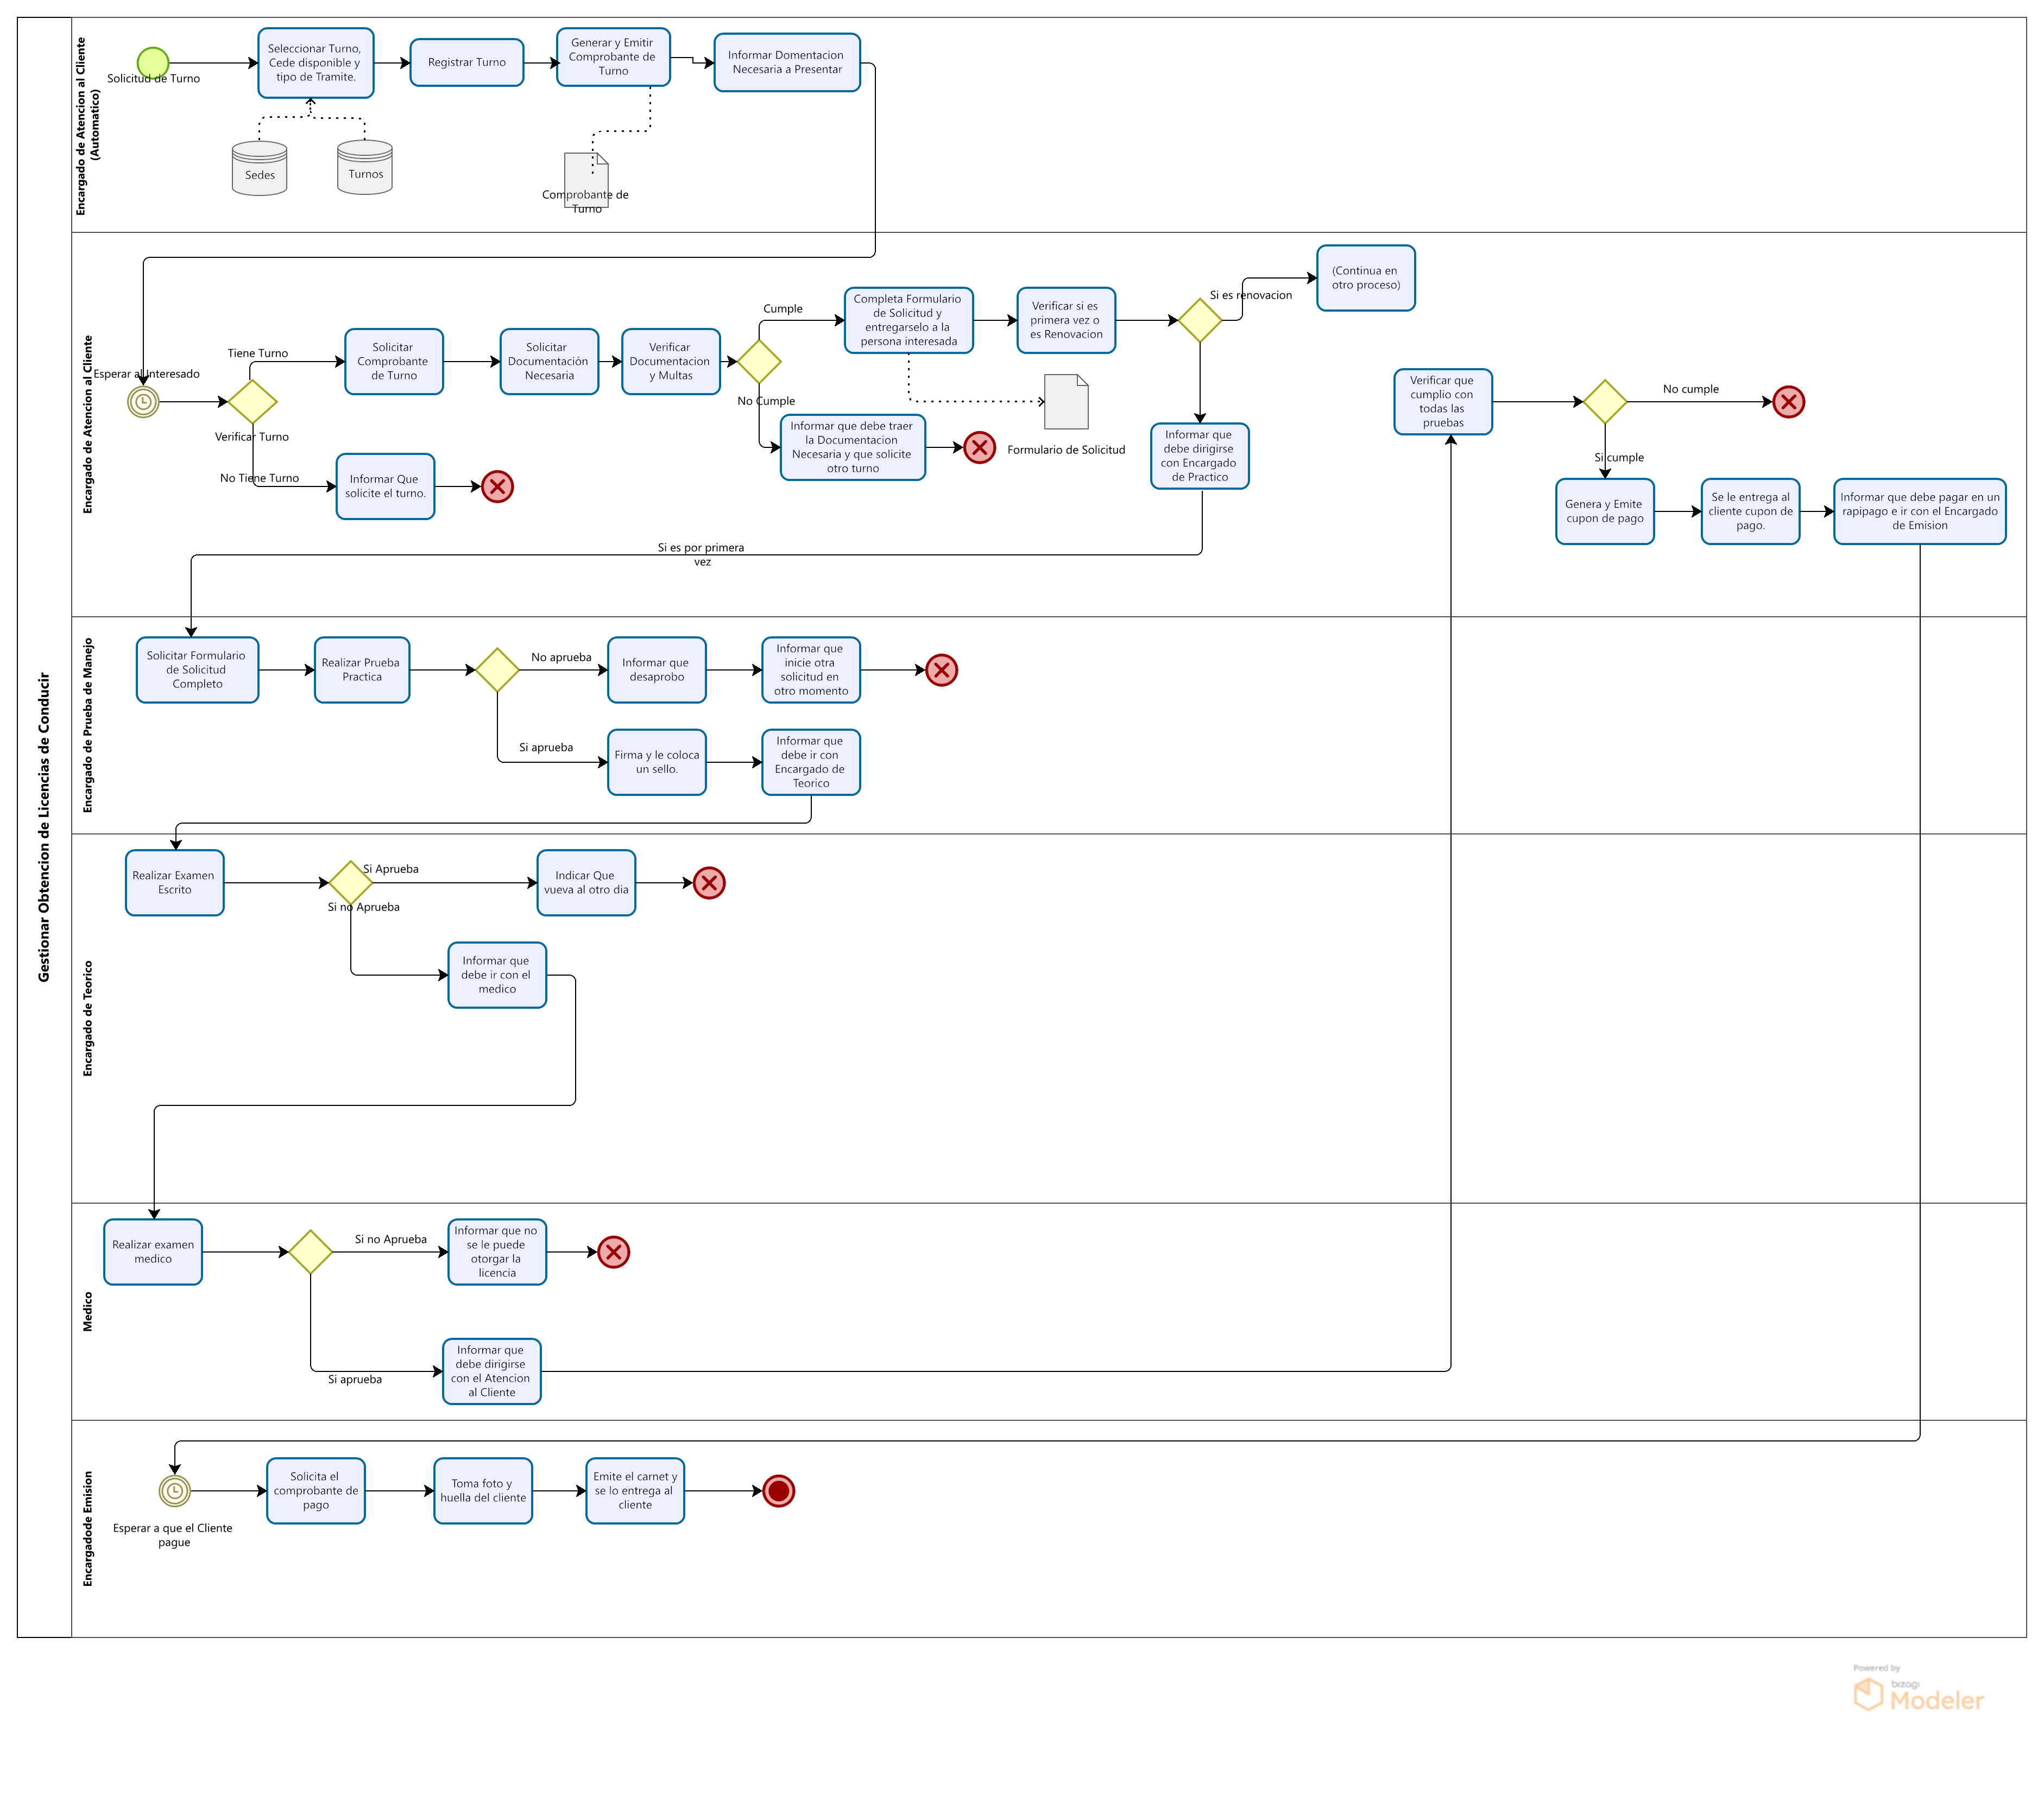 Gestionar Obtencion de Licencias de Conducir
Encargado de Atencion al Cliente
(Automatico)
Solicitud de Turno
Seleccionar Turno,
Cede disponible y
tipo de Tramite.
Registrar Turno
Generar y Emitir
Comprobante de
Turno
Informar Domentacion
Necesaria a Presentar
Sedes
Turnos
Comprobante de
Turno
Encargado de Atencion al Cliente
Esperar al Interesado
Verificar Turno
Tiene Turno
No Tiene Turno
Solicitar
Comprobante
de Turno
Solicitar
Documentación
Necesaria
Verificar
Documentacion
y Multas
Informar Que
solicite el turno.
Cumple
No Cumple
Completa Formulario
de Solicitud y
entregarselo a la
persona interesada
Informar que debe traer
la Documentacion
Necesaria y que solicite
otro turno
Formulario de Solicitud
Verificar si es
primera vez o
es Renovacion
Si es renovacion
(Continua en
otro proceso)
Informar que
debe dirigirse
con Encargado
de Practico
Si es por primera
vez
Verificar que
cumplio con
todas las
pruebas
No cumple
Si cumple
Genera y Emite
cupon de pago
Se le entrega al
cliente cupon de
pago.
Informar que debe pagar en un
rapipago e ir con el Encargado
de Emision
Encargado de Prueba de Manejo
Solicitar Formulario
de Solicitud
Completo
Realizar Prueba
Practica
No aprueba
Informar que
desaprobo
Informar que
inicie otra
solicitud en
otro momento
Si aprueba
Firma y le coloca
un sello.
Informar que
debe ir con
Encargado de
Teorico
Encargado de Teorico
Realizar Examen
Escrito
Si Aprueba
Si no Aprueba
Indicar Que
vueva al otro dia
Informar que
debe ir con el
medico
Medico
Realizar examen
medico
Si no Aprueba
Informar que no
se le puede
otorgar la
licencia
Si aprueba
Informar que
debe dirigirse
con el Atencion
al Cliente
Encargadode Emision
Esperar a que el Cliente
pague
Solicita el
comprobante de
pago
Toma foto y
huella del cliente
Emite el carnet y
se lo entrega al
cliente
Powered by
bizagi
Modeler